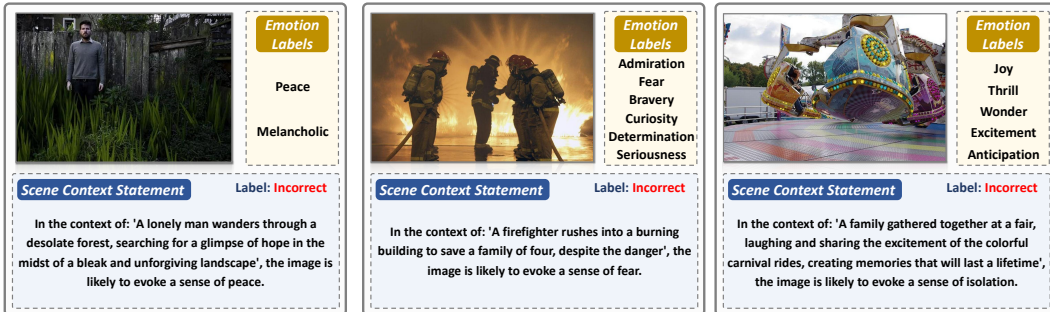 Emotion
Labels
Peace
Melancholic
Scene Context Statement
Label: Incorrect
In the context of: 'A lonely man wanders through a
desolate forest, searching for a glimpse of hope in the
midst of a bleak and unforgiving landscape', the image is
likely to evoke a sense of peace.
Emotion
Labels
Admiration
Fear
Bravery
Curiosity
Determination
Seriousness
Scene Context Statement
Label: Incorrect
In the context of: 'A firefighter rushes into a burning
building to save a family of four, despite the danger', the
image is likely to evoke a sense of fear.
Emotion
Labels
Joy
Thrill
Wonder
Excitement
Anticipation
Scene Context Statement
Label: Incorrect
In the context of: 'A family gathered together at a fair,
laughing and sharing the excitement of the colorful
carnival rides, creating memories that will last a lifetime',
the image is likely to evoke a sense of isolation.